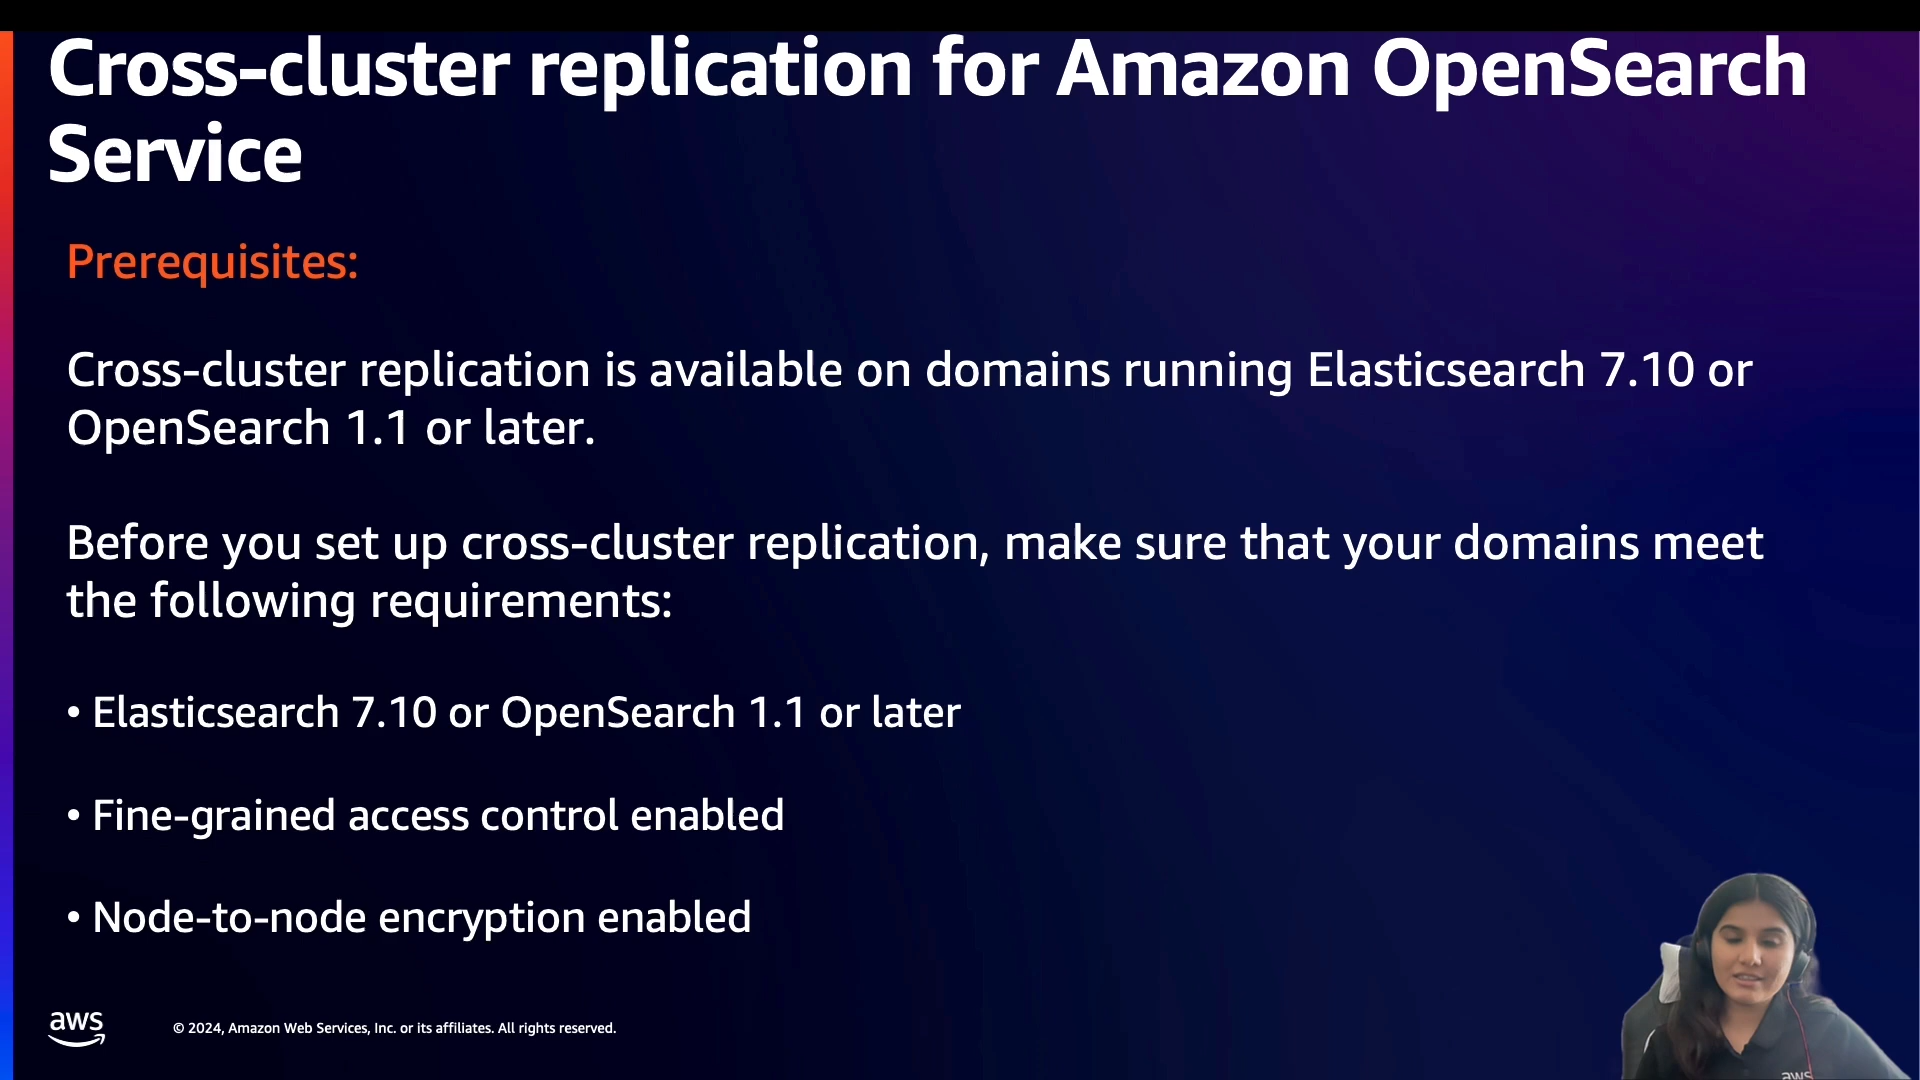 Cross-cluster replication for Amazon OpenSearch
Service
Prerequisites:
Cross-cluster replication is available on domains running Elasticsearch 7.10 or
OpenSearch 1.1 or later.
Before you set up cross-cluster replication, make sure that your domains meet
the following requirements:
• Elasticsearch 7.10 or OpenSearch 1.1 or later
• Fine-grained access control enabled
• Node-to-node encryption enabled
aws
© 2024, Amazon Web Services, Inc. or its affiliates. All rights reserved.
aws